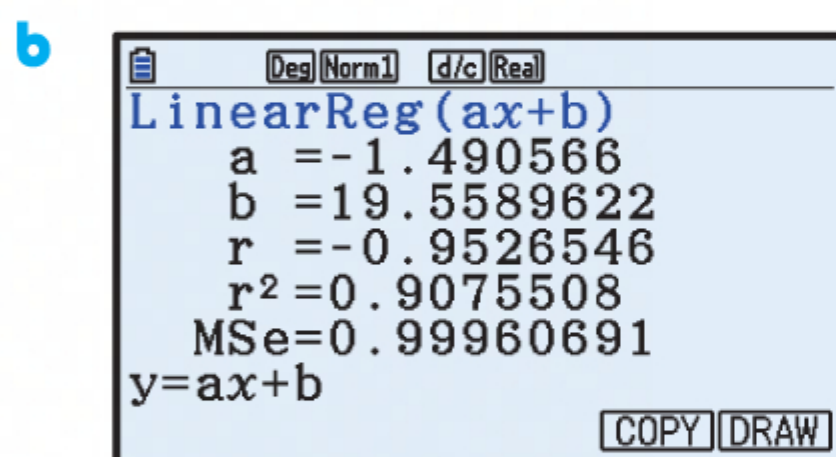 b
Deg Norm1 d/c Real
LinearReg(ax+b)
a =-1.490566
b =19.5589622
r =-0.9526546
r²=0.9075508
MSe=0.99960691
y=ax+b
COPY DRAW